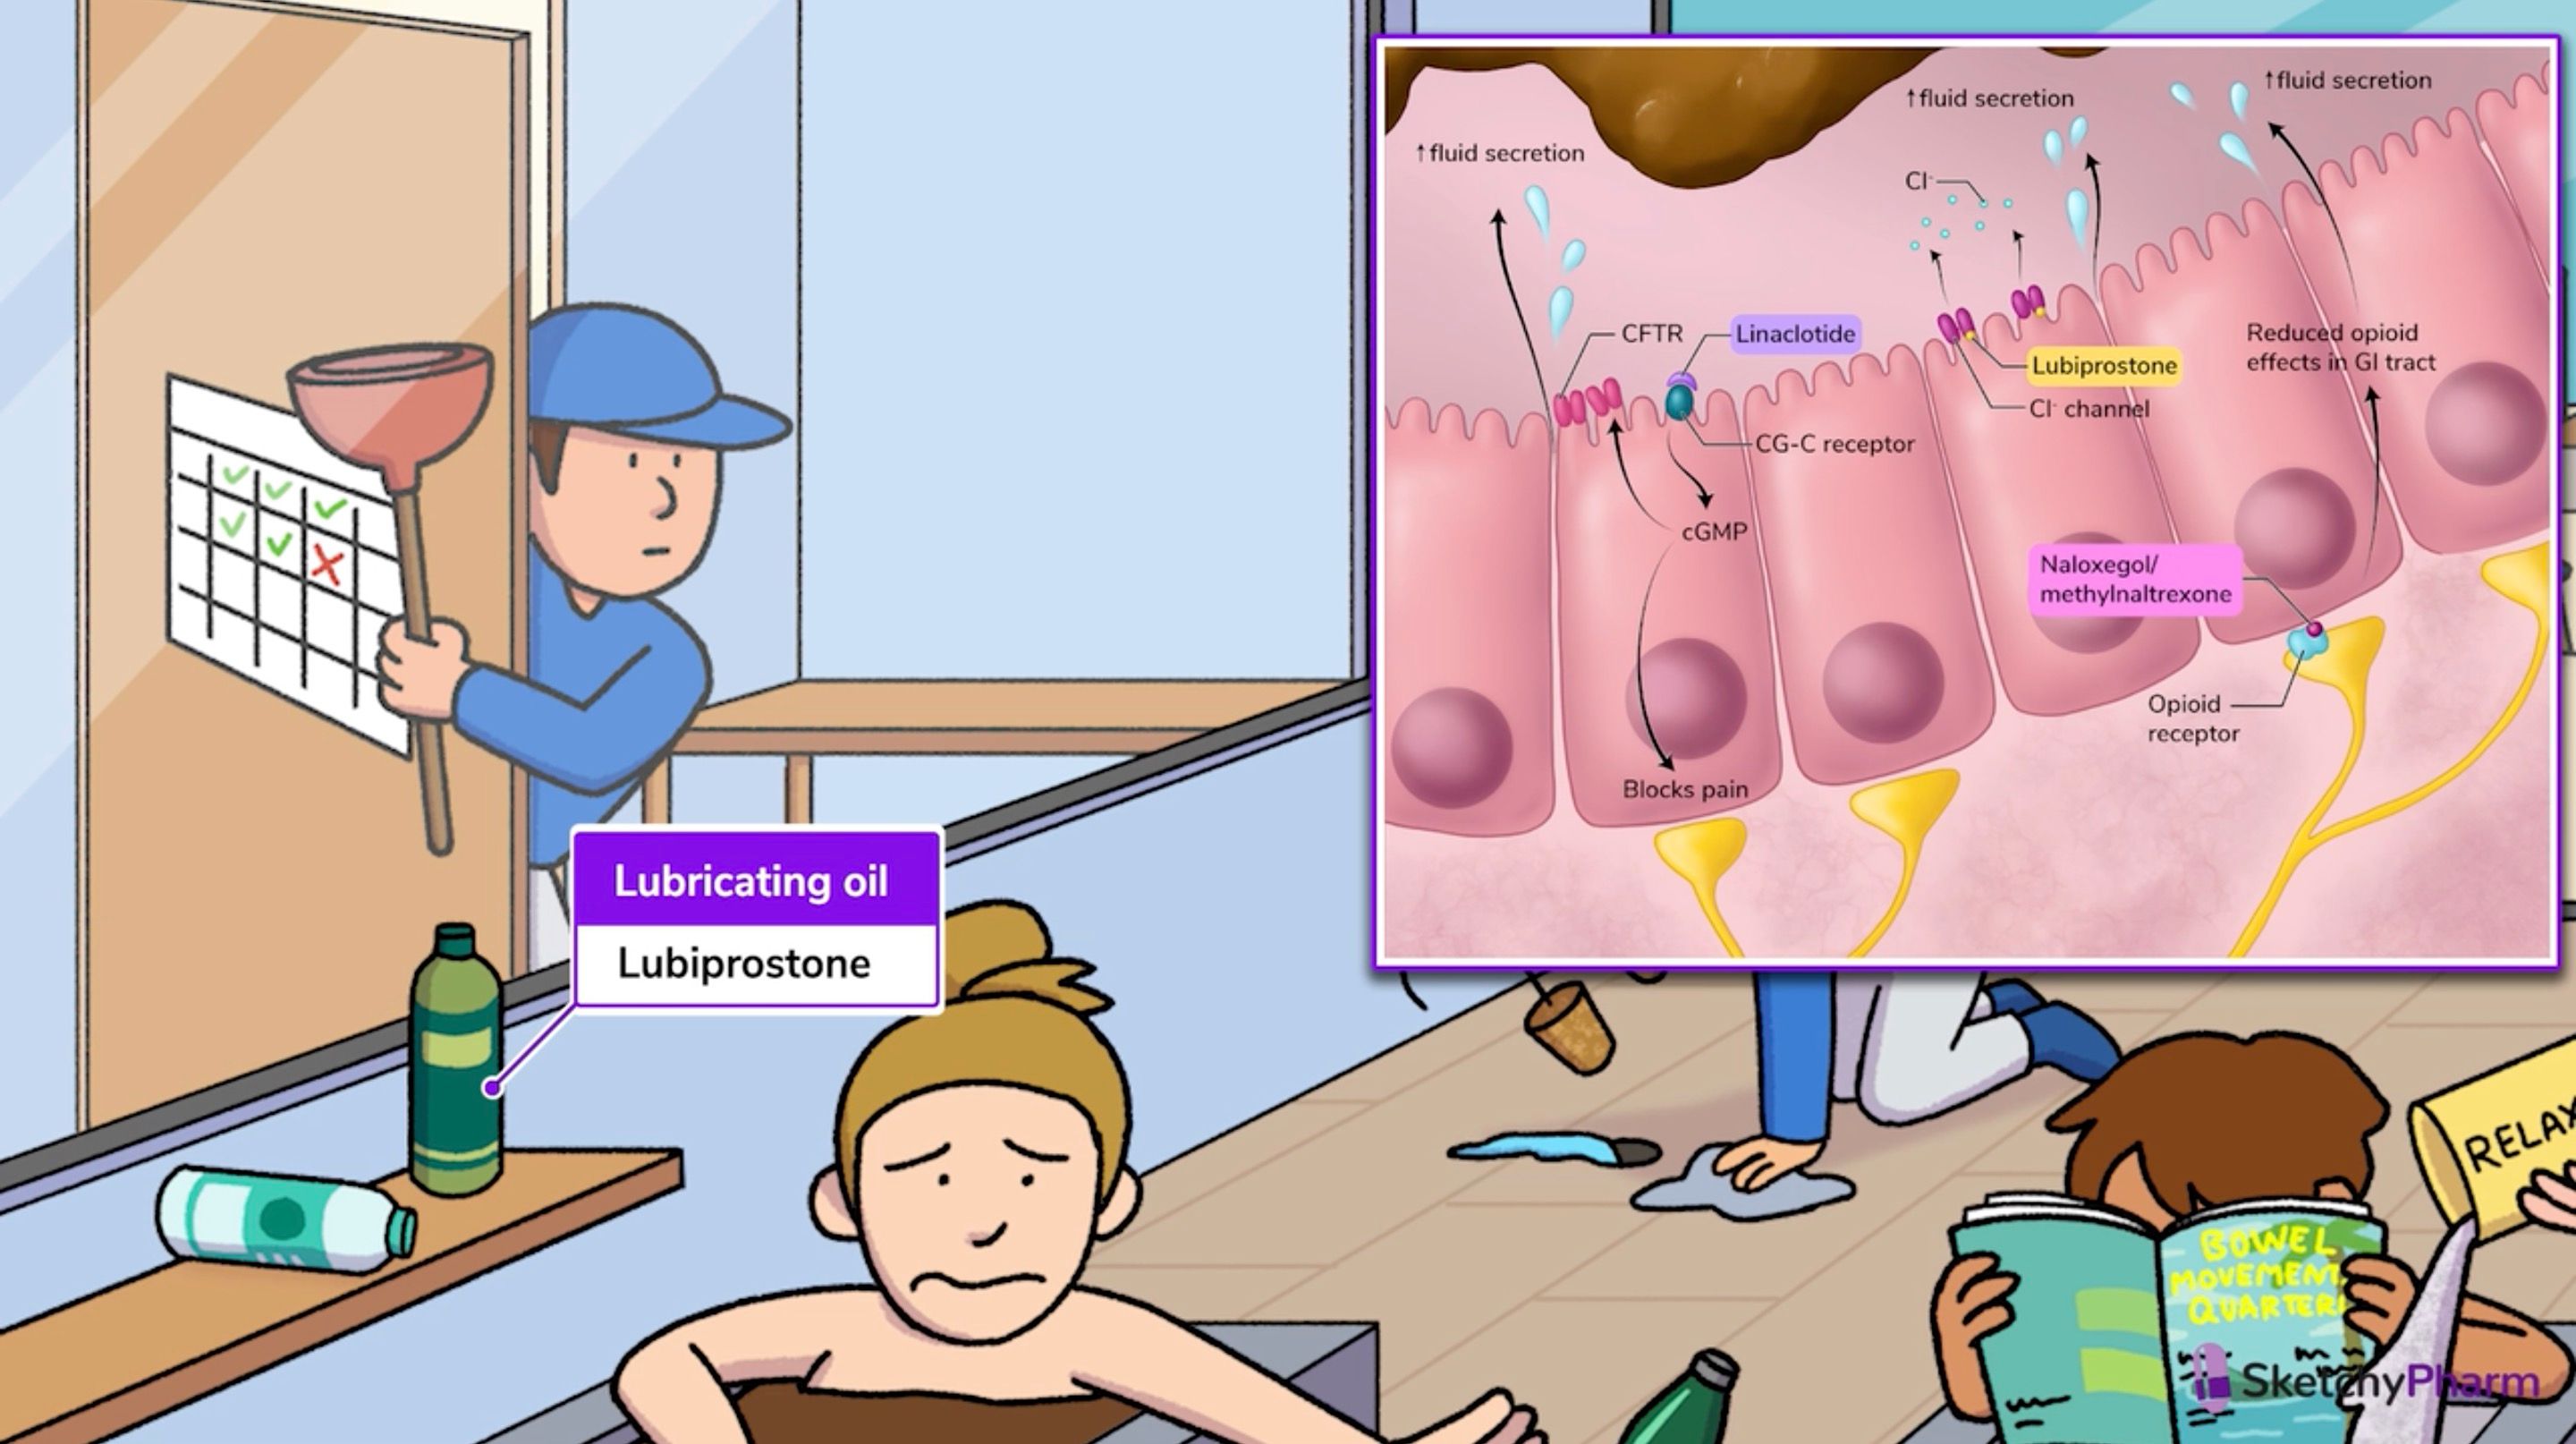 ↑fluid secretion
↑fluid secretion
↑fluid secretion
Cl⁻
CFTR
Linaclotide
Lubiprostone
Cl⁻ channel
CG-C receptor
cGMP
Blocks pain
Reduced opioid
effects in GI tract
Naloxegol/
methylnaltrexone
Opioid
receptor
Lubricating oil
Lubiprostone
RELAX
BOWEL
MOVEMENT
QUARTER
SketchyPharm